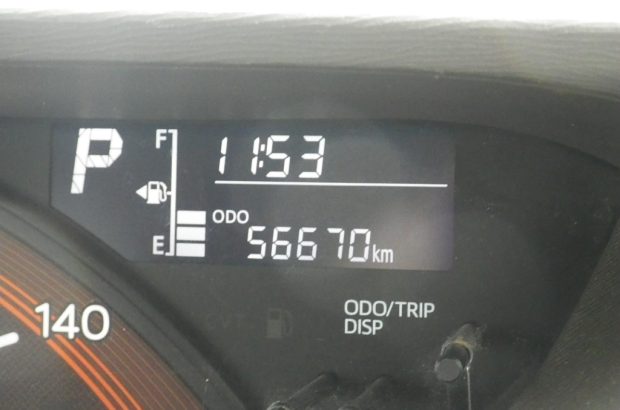 P
F
11:53
E
ODO
56670km
140
ODO/TRIP
DISP